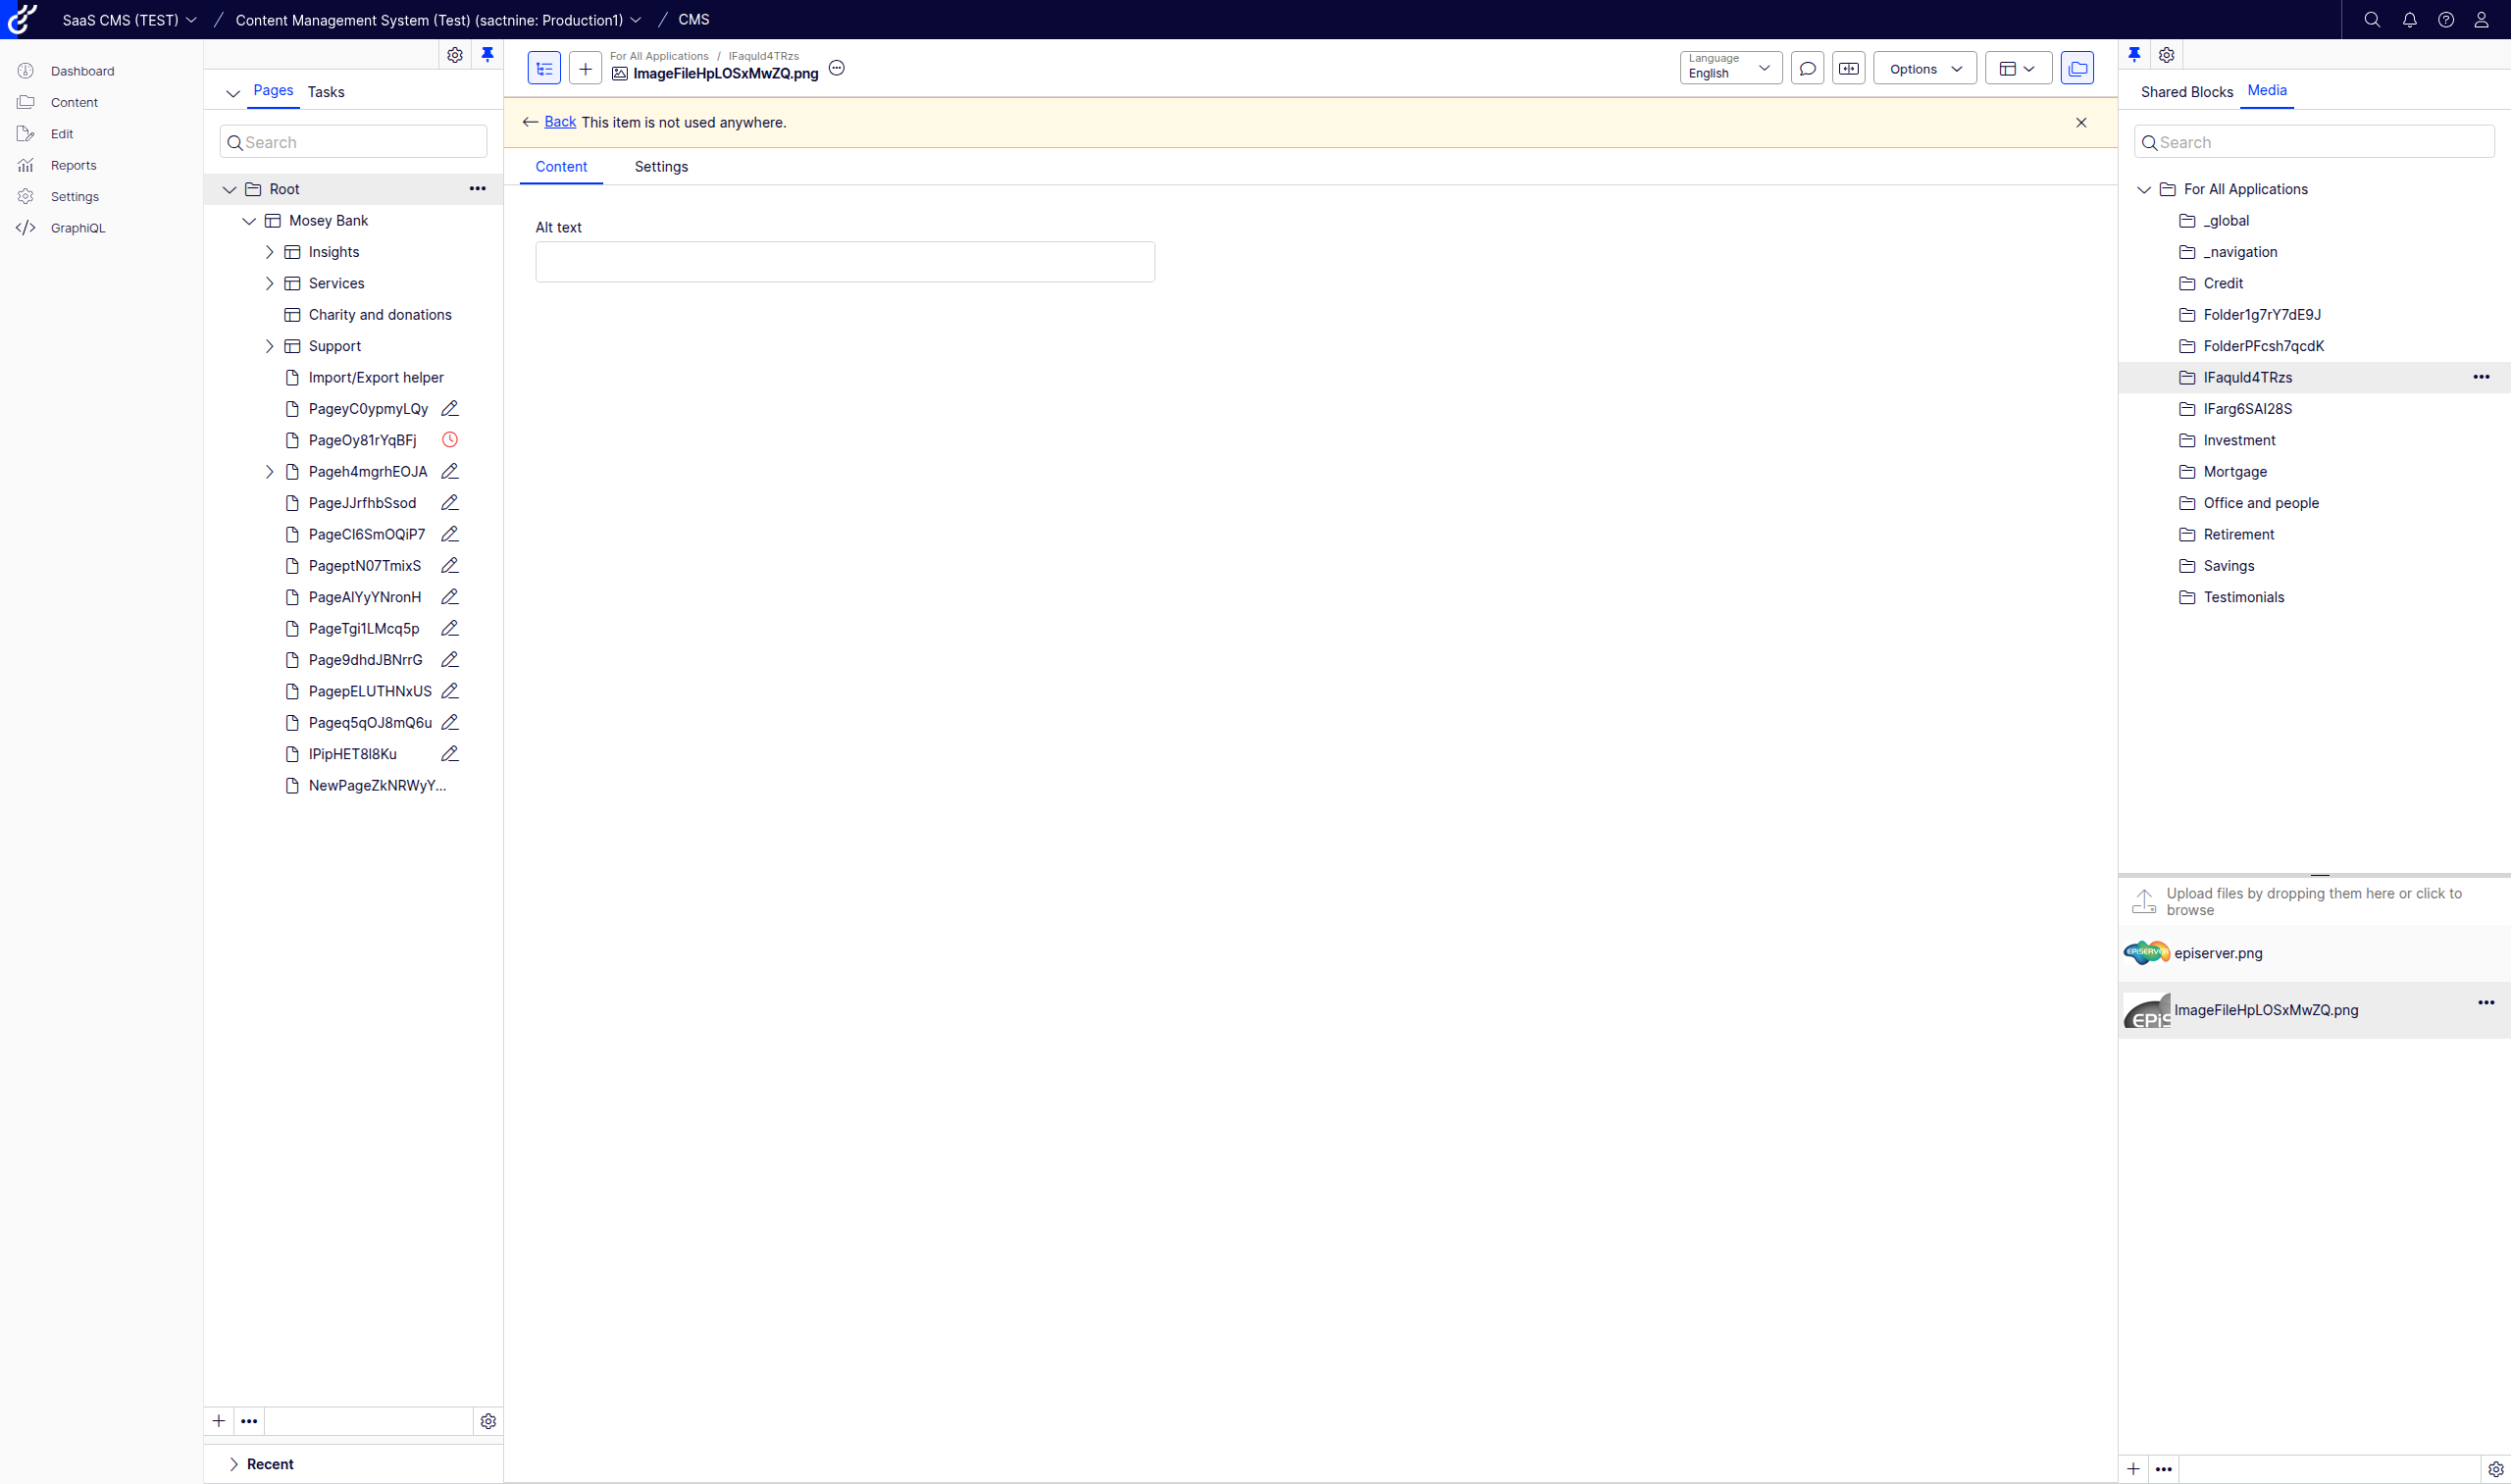 SaaS CMS (TEST) / Content Management System (Test) (sactnine: Production1) / CMS
Dashboard
Content
Edit
Reports
Settings
GraphiQL
Pages Tasks
Search
Root
Mosey Bank
Insights
Services
Charity and donations
Support
Import/Export helper
PageyC0ypmyLQy
PageOy81rYqBFj
Pageh4mgrhEOJA
PageJJrfhbSsod
PageCl6SmOQiP7
PageptN07TmixS
PageAlYyYNronH
PageTgi1LMcq5p
Page9dhdJBNrrG
PagepELUTHNxUS
Pageq5qOJ8mQ6u
IPipHET8l8Ku
NewPageZkNRWyY...
Recent
For All Applications / IFaquId4TRzs
ImageFileHpLOSxMwZQ.png
Language
English
Options
Back This item is not used anywhere.
Content Settings
Alt text
Shared Blocks Media
Search
For All Applications
_global
_navigation
Credit
Folder1g7rY7dE9J
FolderPFcsh7qcdK
IFaquId4TRzs
IFarg6SAI28S
Investment
Mortgage
Office and people
Retirement
Savings
Testimonials
Upload files by dropping them here or click to
browse
EPISERVER
episerver.png
EPiS
ImageFileHpLOSxMwZQ.png